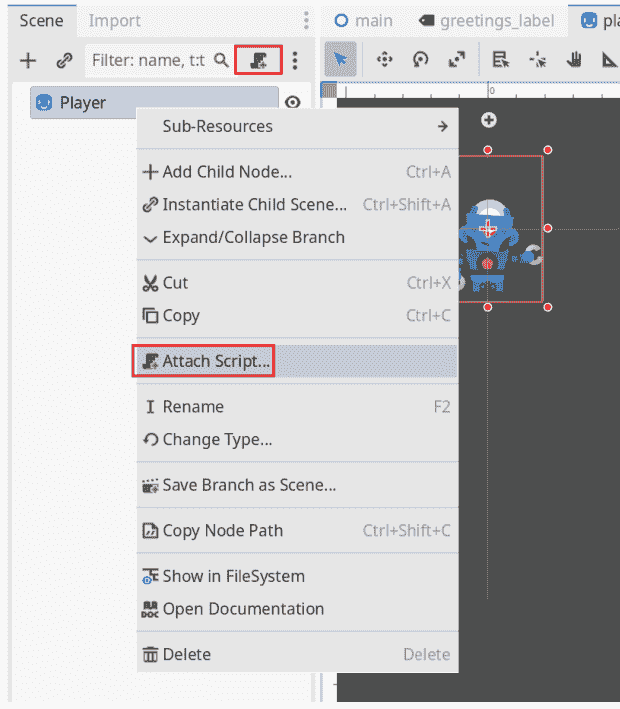 Scene Import
main greetings_label pla
Filter: name, t:t
0
Player
Sub-Resources
Add Child Node... Ctrl+A
Instantiate Child Scene... Ctrl+Shift+A
Expand/Collapse Branch
Cut Ctrl+X
Copy Ctrl+C
Attach Script...
Rename F2
Change Type...
Save Branch as Scene...
Copy Node Path Ctrl+Shift+C
Show in FileSystem
DOC Open Documentation
Delete Delete